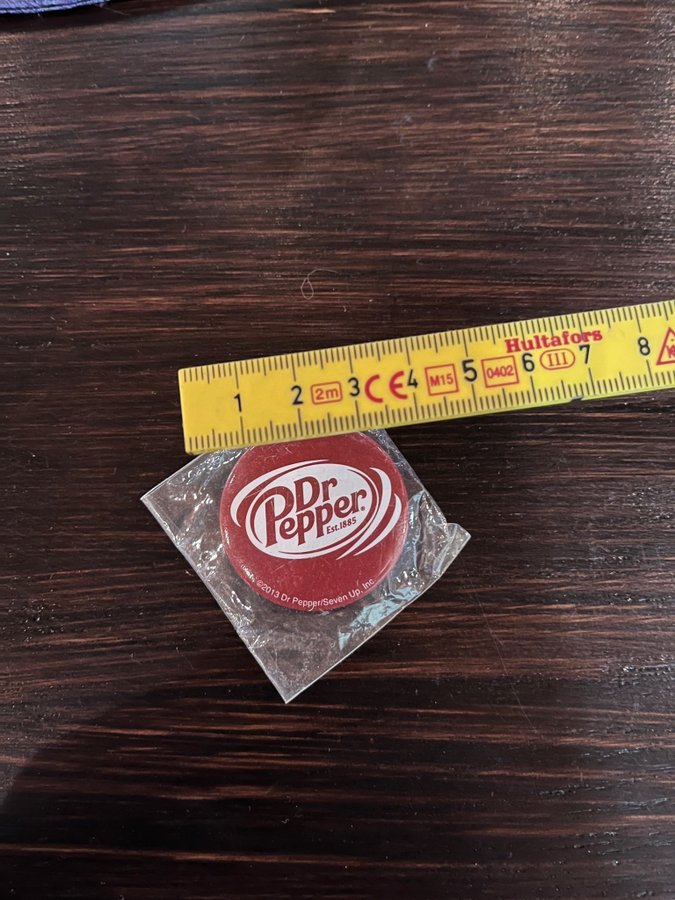 Hultafors
1 2 2m 3 CE 4 M15 5 0402 6 III 7 8
Dr
Pepper®
Est.1885
©2013 Dr Pepper/Seven Up, Inc